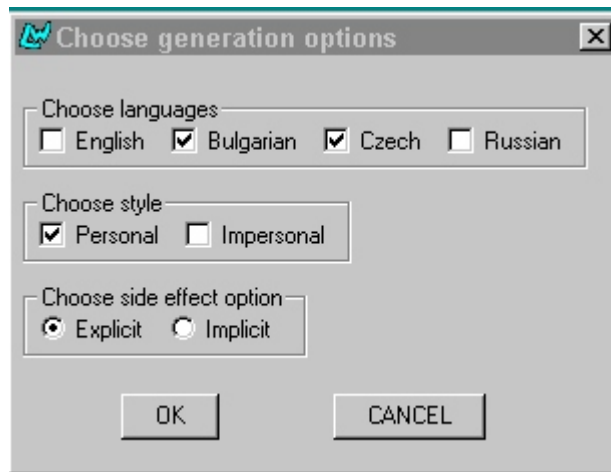 Choose generation options
Choose languages
English Bulgarian Czech Russian
Choose style
Personal Impersonal
Choose side effect option
Explicit Implicit
OK CANCEL